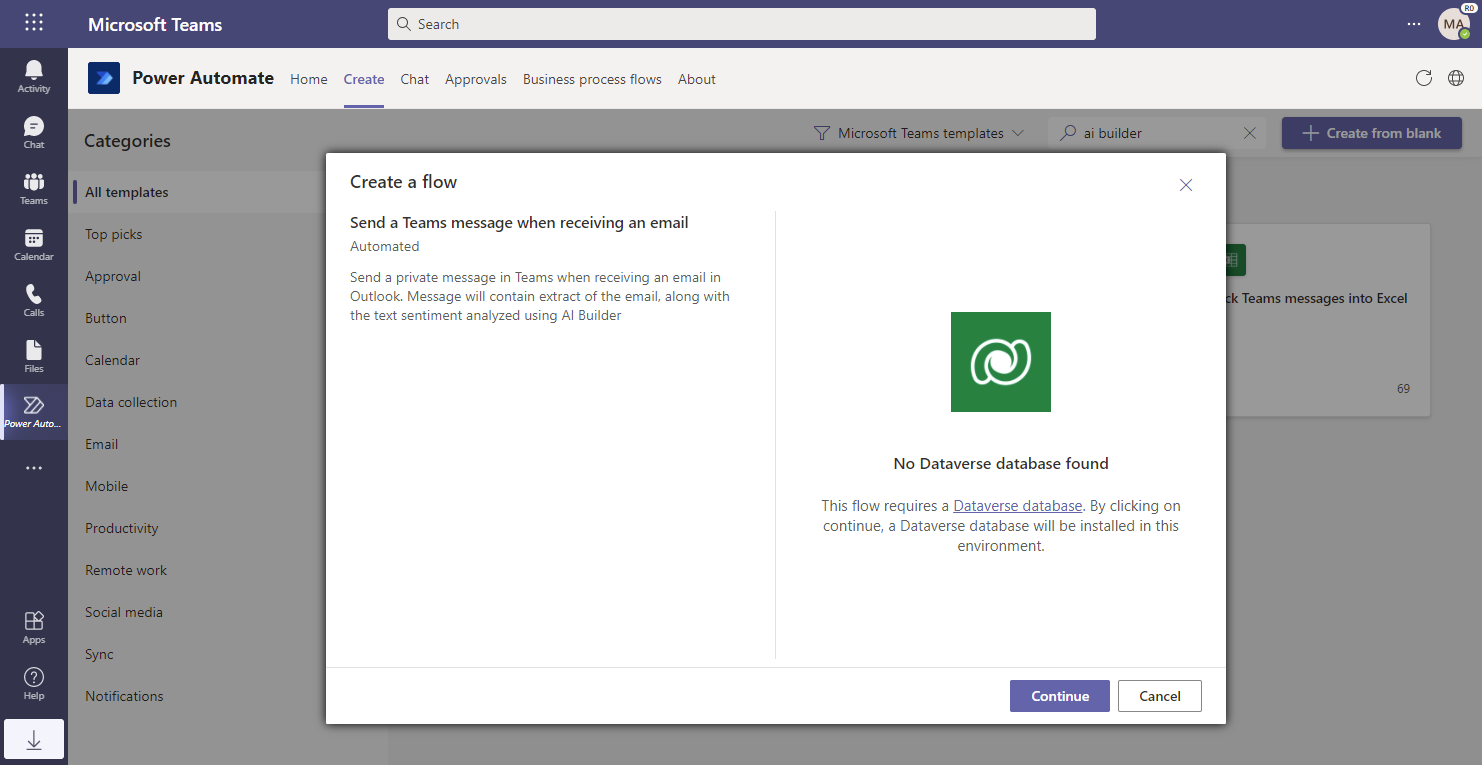 Microsoft Teams
Search
MA
R0
Activity
Chat
Teams
Calendar
Calls
Files
Power Auto...
Apps
Help
Power Automate
Home
Create
Chat
Approvals
Business process flows
About
Categories
Microsoft Teams templates
ai builder
Create from blank
All templates
Top picks
Approval
Button
Calendar
Data collection
Email
Mobile
Productivity
Remote work
Social media
Sync
Notifications
ck Teams messages into Excel
69
Create a flow
Send a Teams message when receiving an email
Automated
Send a private message in Teams when receiving an email in
Outlook. Message will contain extract of the email, along with
the text sentiment analyzed using AI Builder
No Dataverse database found
This flow requires a Dataverse database. By clicking on
continue, a Dataverse database will be installed in this
environment.
Continue
Cancel